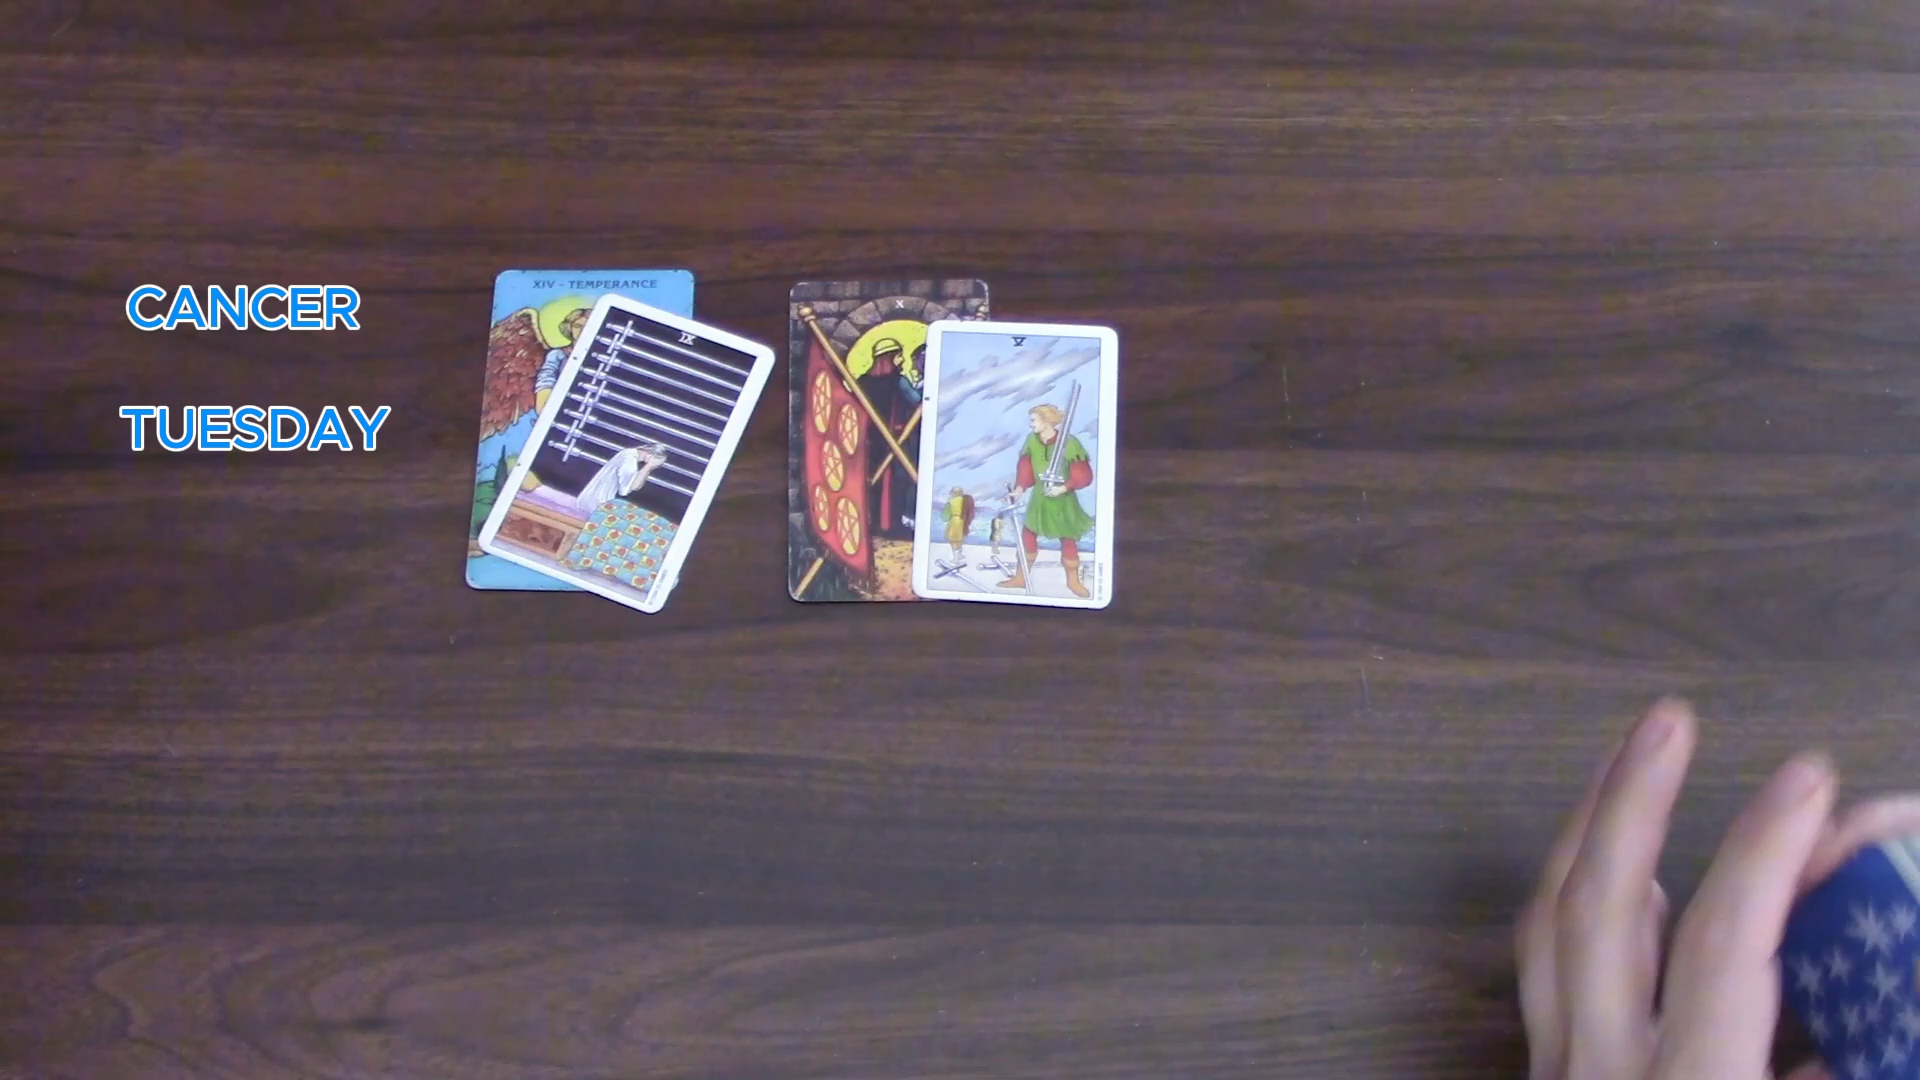 CANCER
TUESDAY
XIV - TEMPERANCE
IX
X
V